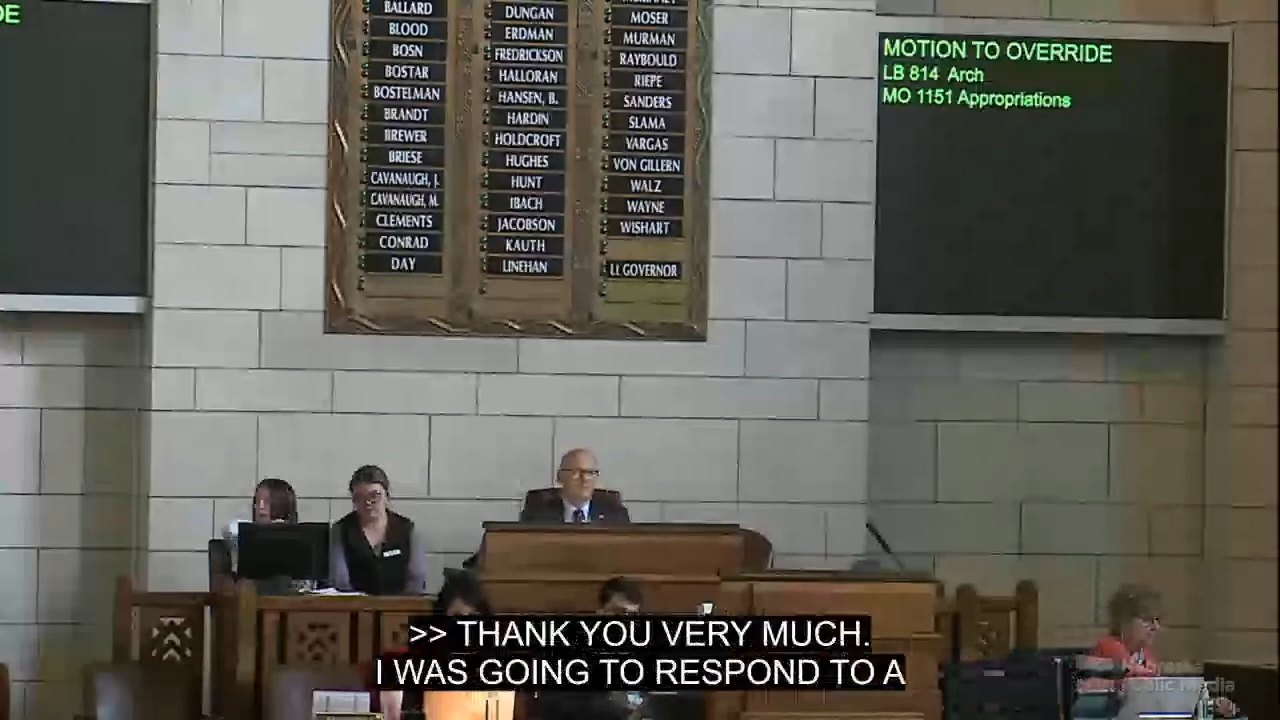 DE
BALLARD
BLOOD
BOSN
BOSTAR
BOSTELMAN
BRANDT
BREWER
BRIESE
CAVANAUGH, J.
CAVANAUGH, M.
CLEMENTS
CONRAD
DAY
DUNGAN
ERDMAN
FREDRICKSON
HALLORAN
HANSEN, B.
HARDIN
HOLDCROFT
HUGHES
HUNT
IBACH
JACOBSON
KAUTH
LINEHAN
MOSER
MURMAN
RAYBOULD
RIEPE
SANDERS
SLAMA
VARGAS
VON GILLERN
WALZ
WAYNE
WISHART
LT. GOVERNOR
MOTION TO OVERRIDE
LB 814 Arch
MO 1151 Appropriations
>> THANK YOU VERY MUCH.
I WAS GOING TO RESPOND TO A
Media